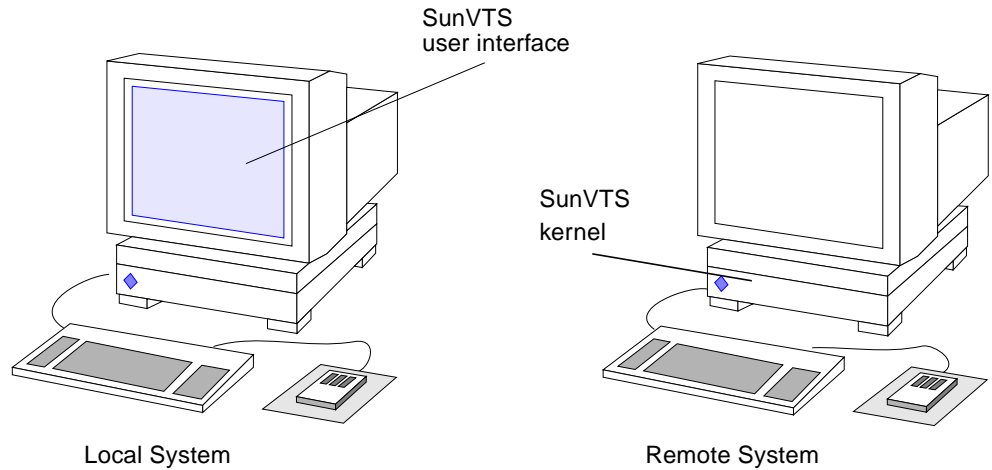 SunVTS
user interface
SunVTS
kernel
Local System
Remote System